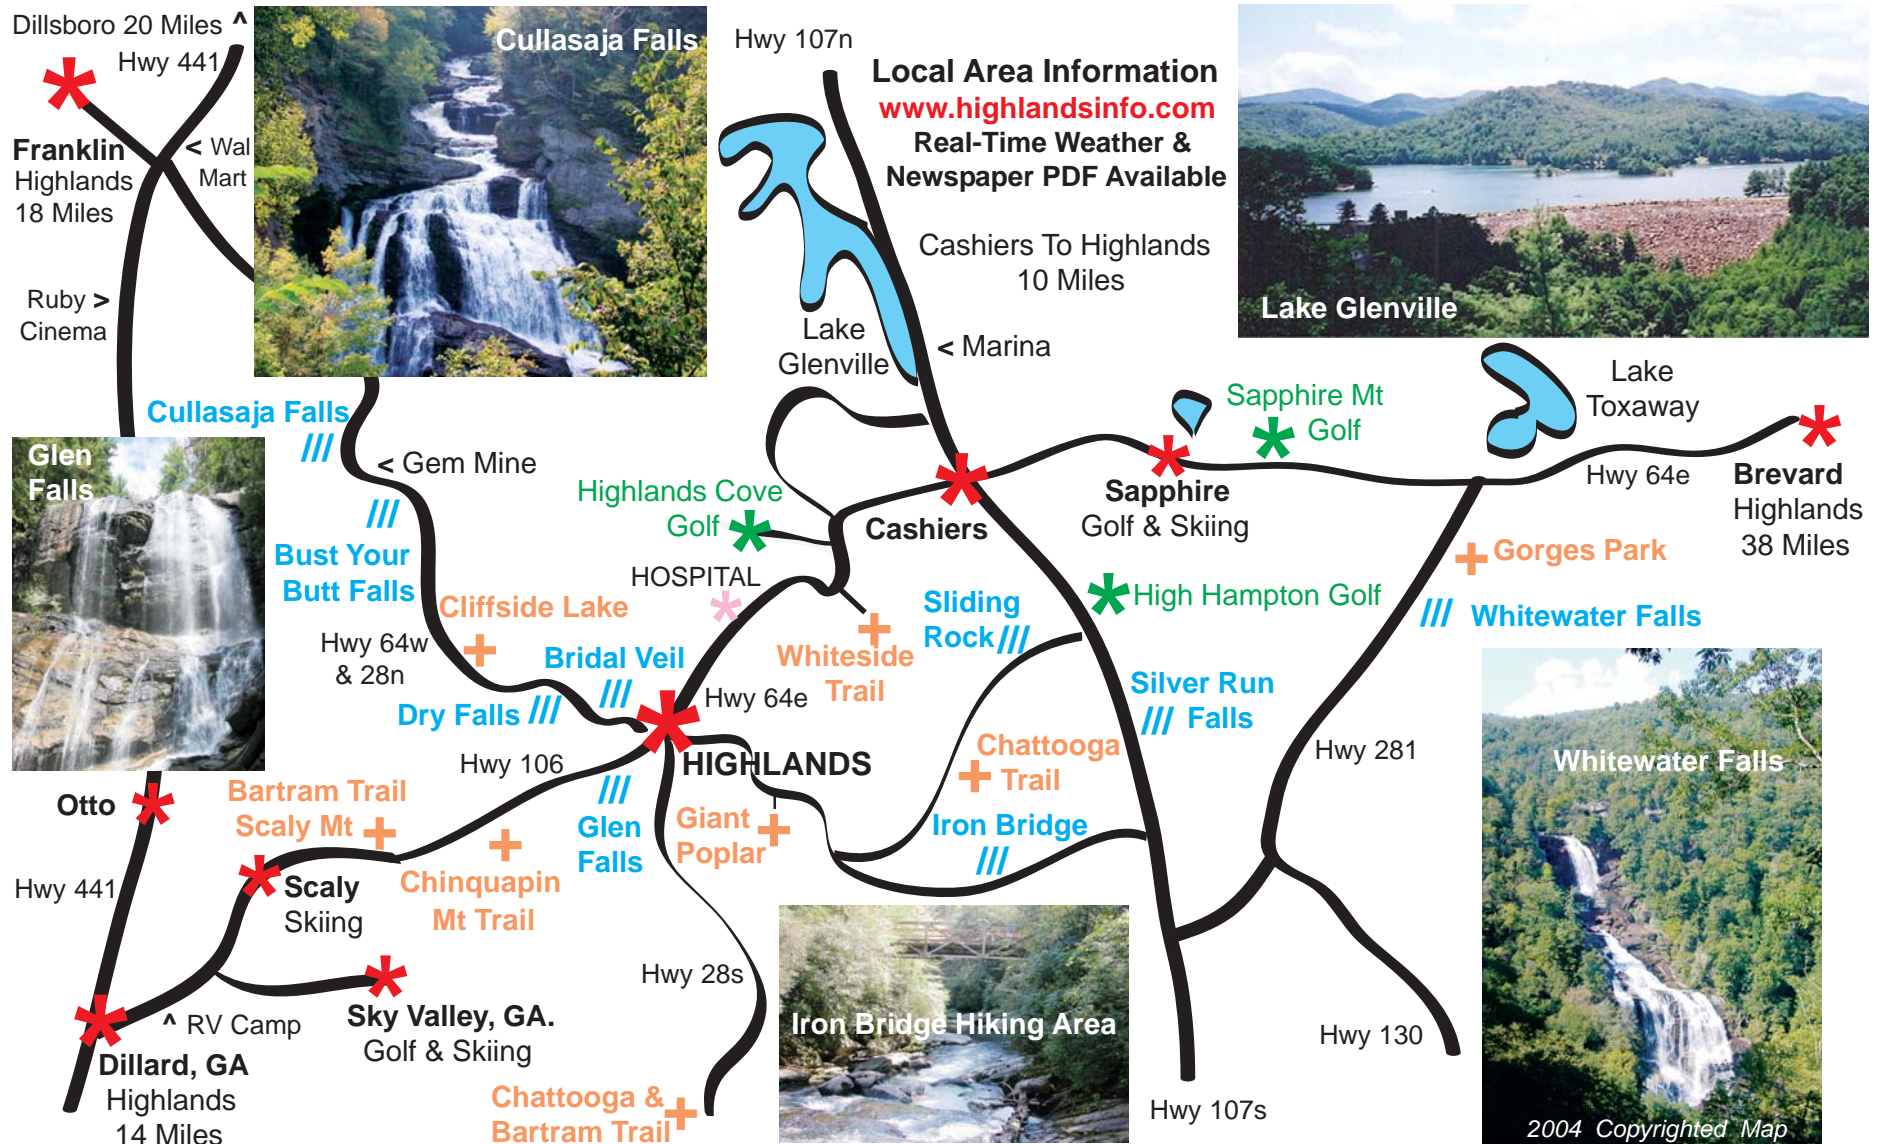 Dillsboro 20 Miles ^
Hwy 441
Franklin
Highlands
18 Miles
< Wal
Mart
Ruby >
Cinema
Cullasaja Falls
Hwy 107n
Local Area Information
www.highlandsinfo.com
Real-Time Weather &
Newspaper PDF Available
Cashiers To Highlands
10 Miles
Lake Glenville
Lake
Glenville
< Marina
Cullasaja Falls
Glen
Falls
< Gem Mine
Bust Your
Butt Falls
Highlands Cove
Golf
HOSPITAL
Cashiers
Sapphire
Golf & Skiing
Sapphire Mt
Golf
Lake
Toxaway
Hwy 64e
Brevard
Highlands
38 Miles
Gorges Park
Whitewater Falls
High Hampton Golf
Sliding
Rock
Cliffside Lake
Hwy 64w
& 28n
Bridal Veil
Dry Falls
Whiteside
Trail
Hwy 64e
Silver Run
Falls
HIGHLANDS
Hwy 106
Chattooga
Trail
Hwy 281
Whitewater Falls
Otto
Bartram Trail
Scaly Mt
Glen
Falls
Giant
Poplar
Iron Bridge
Hwy 441
Scaly
Skiing
Chinquapin
Mt Trail
Hwy 28s
^ RV Camp
Sky Valley, GA.
Golf & Skiing
Iron Bridge Hiking Area
Hwy 130
Dillard, GA
Highlands
14 Miles
Chattooga &
Bartram Trail
Hwy 107s
2004 Copyrighted Map